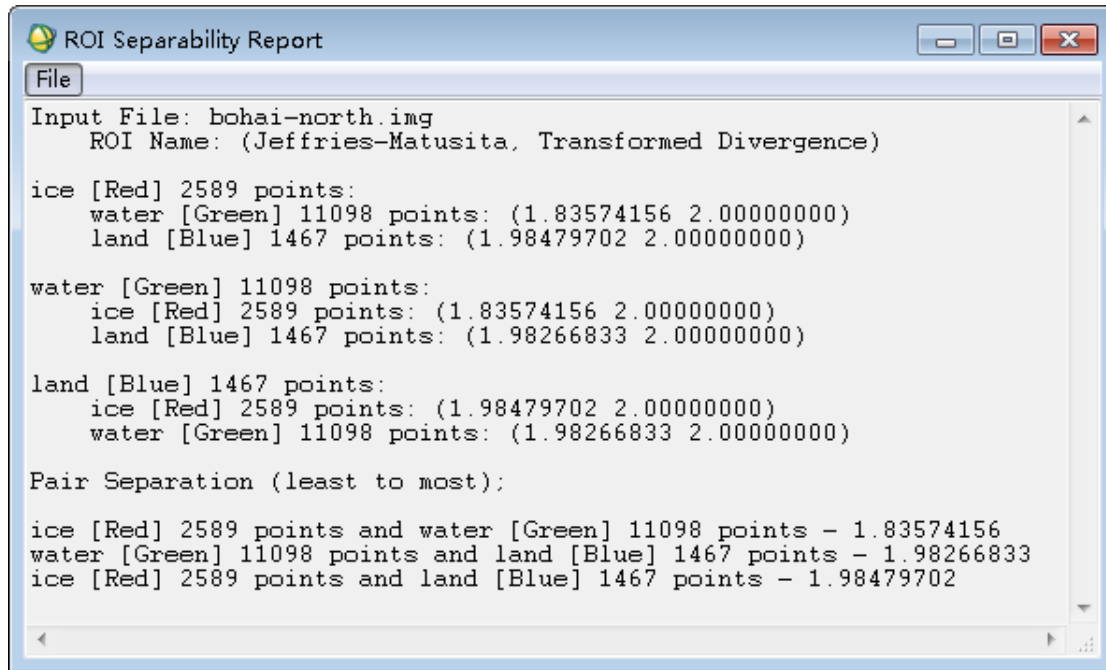 ROI Separability Report
File
Input File: bohai-north.img
ROI Name: (Jeffries-Matusita, Transformed Divergence)
ice [Red] 2589 points:
water [Green] 11098 points: (1.83574156 2.00000000)
land [Blue] 1467 points: (1.98479702 2.00000000)
water [Green] 11098 points:
ice [Red] 2589 points: (1.83574156 2.00000000)
land [Blue] 1467 points: (1.98266833 2.00000000)
land [Blue] 1467 points:
ice [Red] 2589 points: (1.98479702 2.00000000)
water [Green] 11098 points: (1.98266833 2.00000000)
Pair Separation (least to most);
ice [Red] 2589 points and water [Green] 11098 points - 1.83574156
water [Green] 11098 points and land [Blue] 1467 points - 1.98266833
ice [Red] 2589 points and land [Blue] 1467 points - 1.98479702